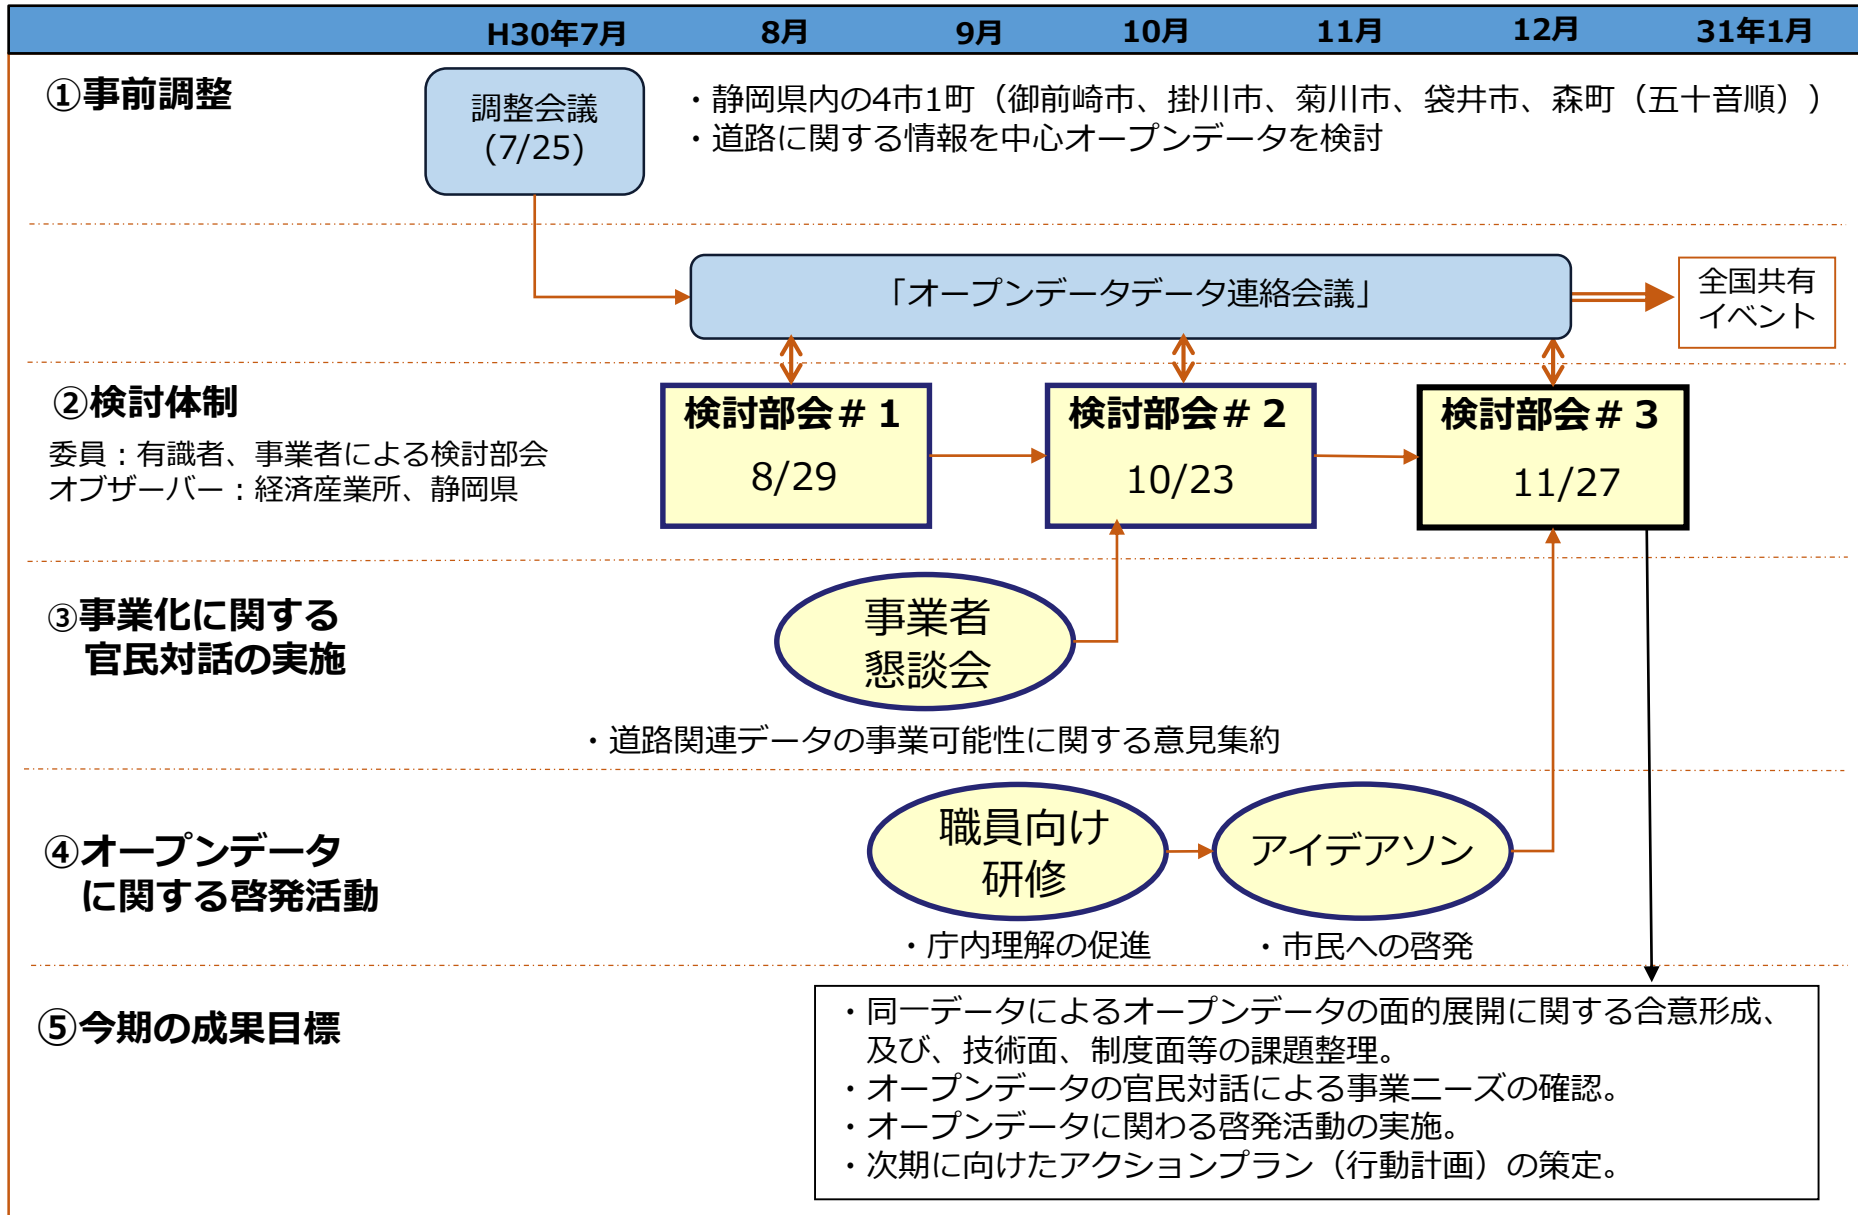 H30年7月 8月 9月 10月 11月 12月 31年1月
①事前調整
調整会議
(7/25)
・静岡県内の4市1町（御前崎市、掛川市、菊川市、袋井市、森町（五十音順））
・道路に関する情報を中心オープンデータを検討
「オープンデータデータ連絡会議」
全国共有
イベント
②検討体制
委員：有識者、事業者による検討部会
オブザーバー：経済産業所、静岡県
検討部会＃１
8/29
検討部会＃２
10/23
検討部会＃３
11/27
③事業化に関する
官民対話の実施
事業者
懇談会
・道路関連データの事業可能性に関する意見集約
④オープンデータ
に関する啓発活動
職員向け
研修
アイデアソン
・庁内理解の促進
・市民への啓発
⑤今期の成果目標
・同一データによるオープンデータの面的展開に関する合意形成、
及び、技術面、制度面等の課題整理。
・オープンデータの官民対話による事業ニーズの確認。
・オープンデータに関わる啓発活動の実施。
・次期に向けたアクションプラン（行動計画）の策定。